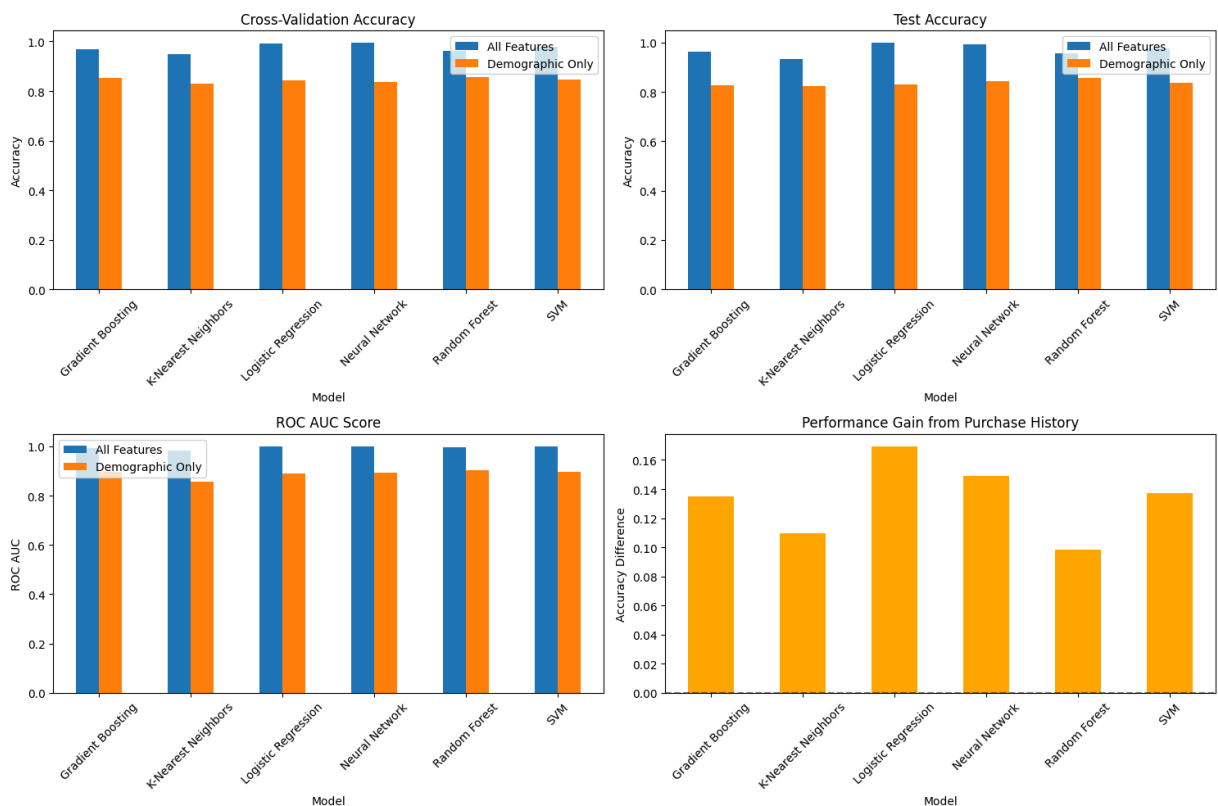 Cross-Validation Accuracy
Accuracy
1.0
0.8
0.6
0.4
0.2
0.0
All Features
Demographic Only
Gradient Boosting
K-Nearest Neighbors
Logistic Regression
Neural Network
Random Forest
SVM
Model
Test Accuracy
Accuracy
1.0
0.8
0.6
0.4
0.2
0.0
All Features
Demographic Only
Gradient Boosting
K-Nearest Neighbors
Logistic Regression
Neural Network
Random Forest
SVM
Model
ROC AUC Score
ROC AUC
1.0
0.8
0.6
0.4
0.2
0.0
All Features
Demographic Only
Gradient Boosting
K-Nearest Neighbors
Logistic Regression
Neural Network
Random Forest
SVM
Model
Performance Gain from Purchase History
Accuracy Difference
0.16
0.14
0.12
0.10
0.08
0.06
0.04
0.02
0.00
Gradient Boosting
K-Nearest Neighbors
Logistic Regression
Neural Network
Random Forest
SVM
Model